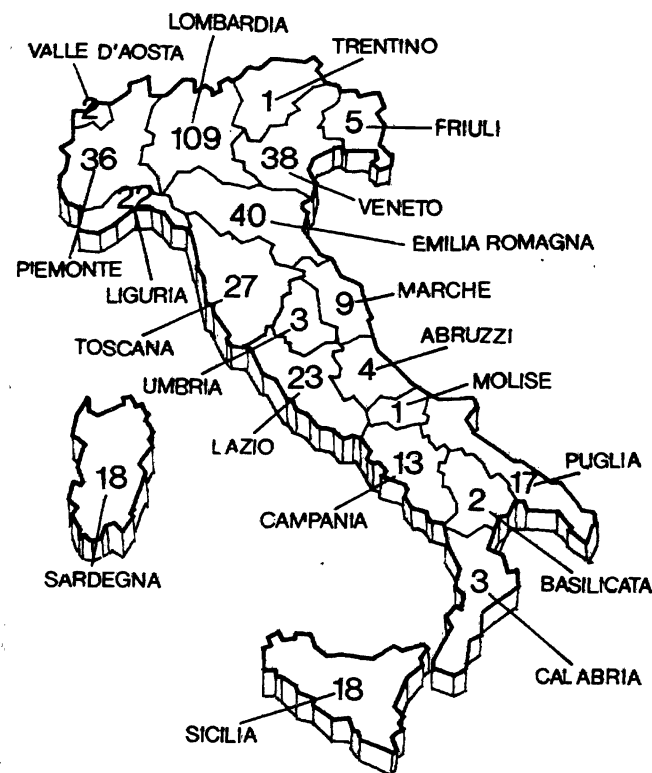 LOMBARDIA
TRENTINO
VALLE D'AOSTA
2
1
5
FRIULI
109
36
38
VENETO
22
40
EMILIA ROMAGNA
PIEMONTE
LIGURIA
27
9
MARCHE
TOSCANA
3
ABRUZZI
UMBRIA
4
23
MOLISE
1
LAZIO
13
PUGLIA
17
18
2
CAMPANIA
SARDEGNA
BASILICATA
3
CALABRIA
18
SICILIA